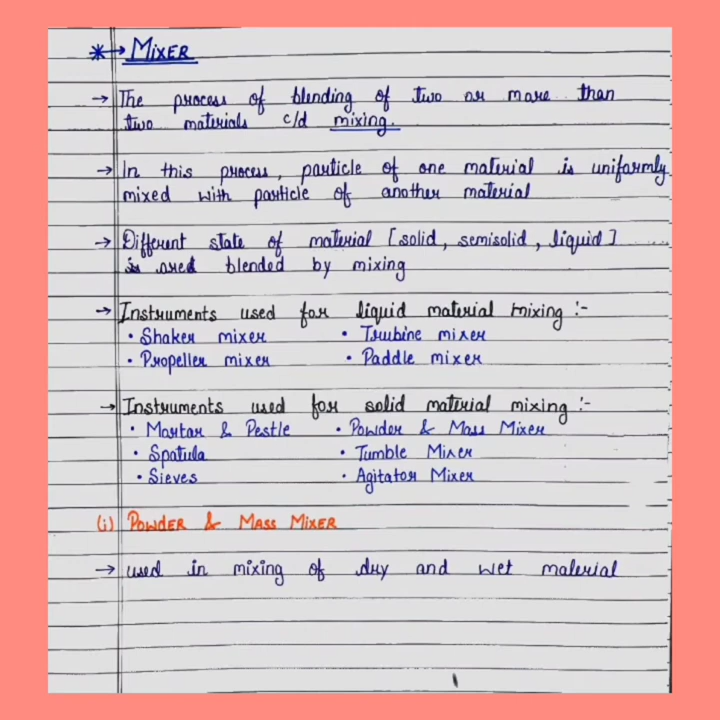 * → MIXER
→ The process of blending of two or more than
two materials c/d mixing.
→ In this process, particle of one material is uniformly
mixed with particle of another material
→ Different state of material [solid, semisolid, liquid]
is used blended by mixing
→ Instruments used for liquid material mixing :-
• Shaker mixer • Trubine mixer
• Propeller mixer • Paddle mixer
→ Instruments used for solid material mixing :-
• Mortar & Pestle • Powder & Mass Mixer
• Spatula • Tumble Mixer
• Sieves • Agitator Mixer
(i) POWDER & MASS MIXER
→ used in mixing of dry and wet material